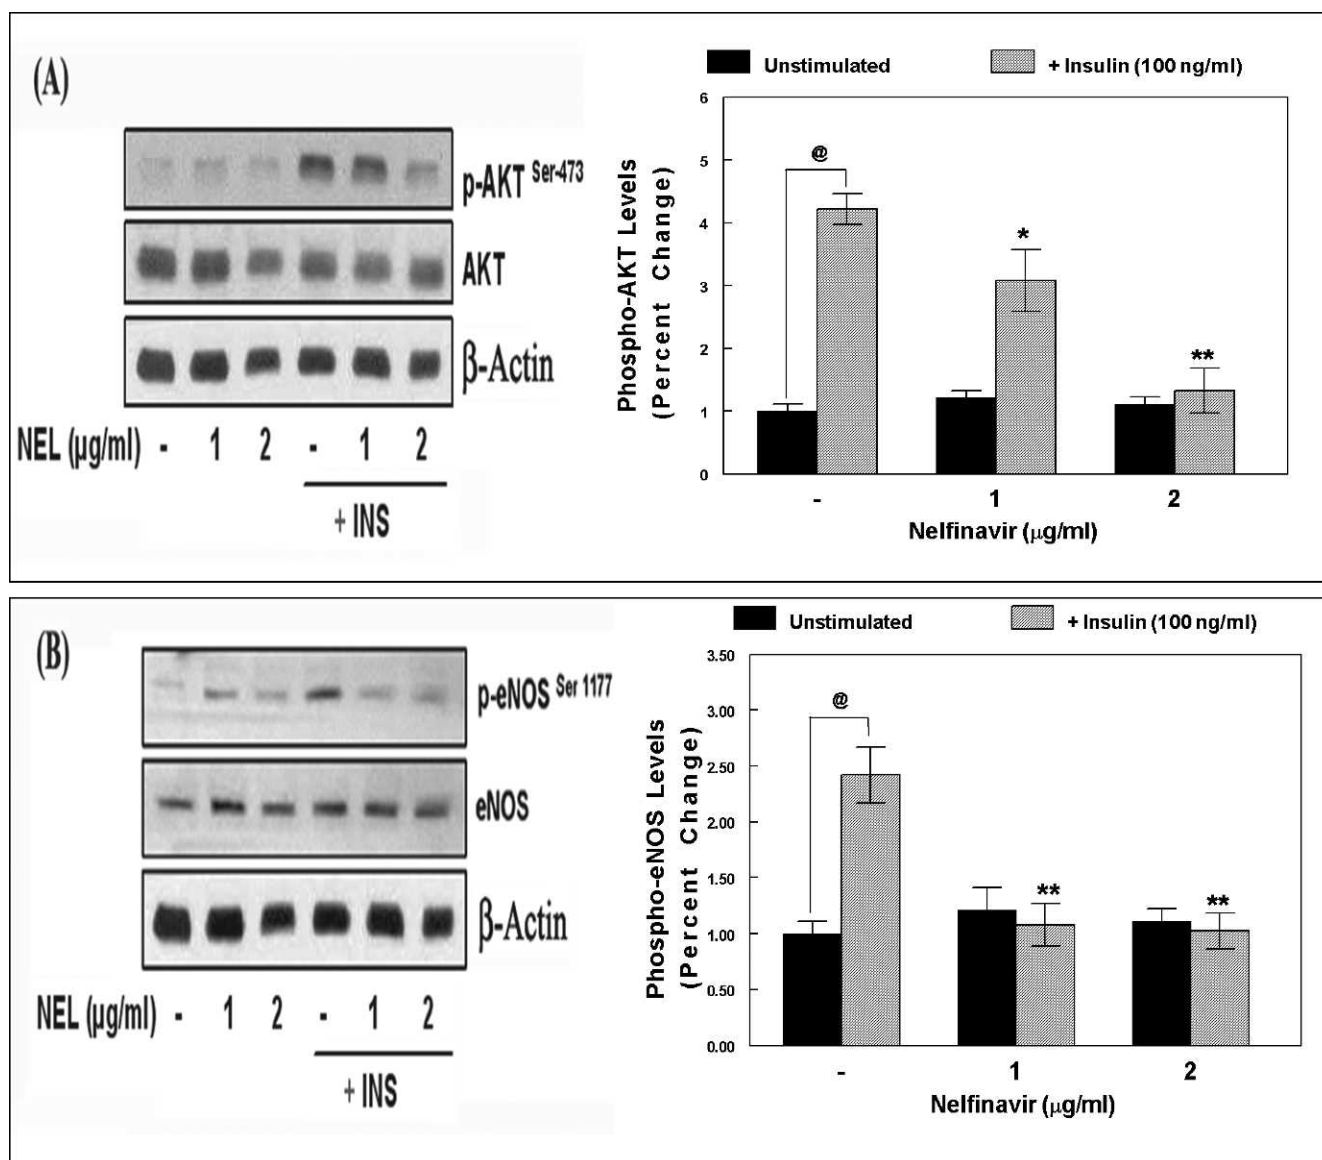 (A)
p-AKT Ser-473
AKT
β-Actin
NEL (µg/ml) - 1 2 - 1 2
+ INS
Unstimulated
+ Insulin (100 ng/ml)
Phospho-AKT Levels
(Percent Change)
6
5
4
3
2
1
0
@
*
**
- 1 2
Nelfinavir (µg/ml)
(B)
p-eNOS Ser 1177
eNOS
β-Actin
NEL (µg/ml) - 1 2 - 1 2
+ INS
Unstimulated
+ Insulin (100 ng/ml)
Phospho-eNOS Levels
(Percent Change)
3.50
3.00
2.50
2.00
1.50
1.00
0.50
0.00
@
**
**
- 1 2
Nelfinavir (µg/ml)